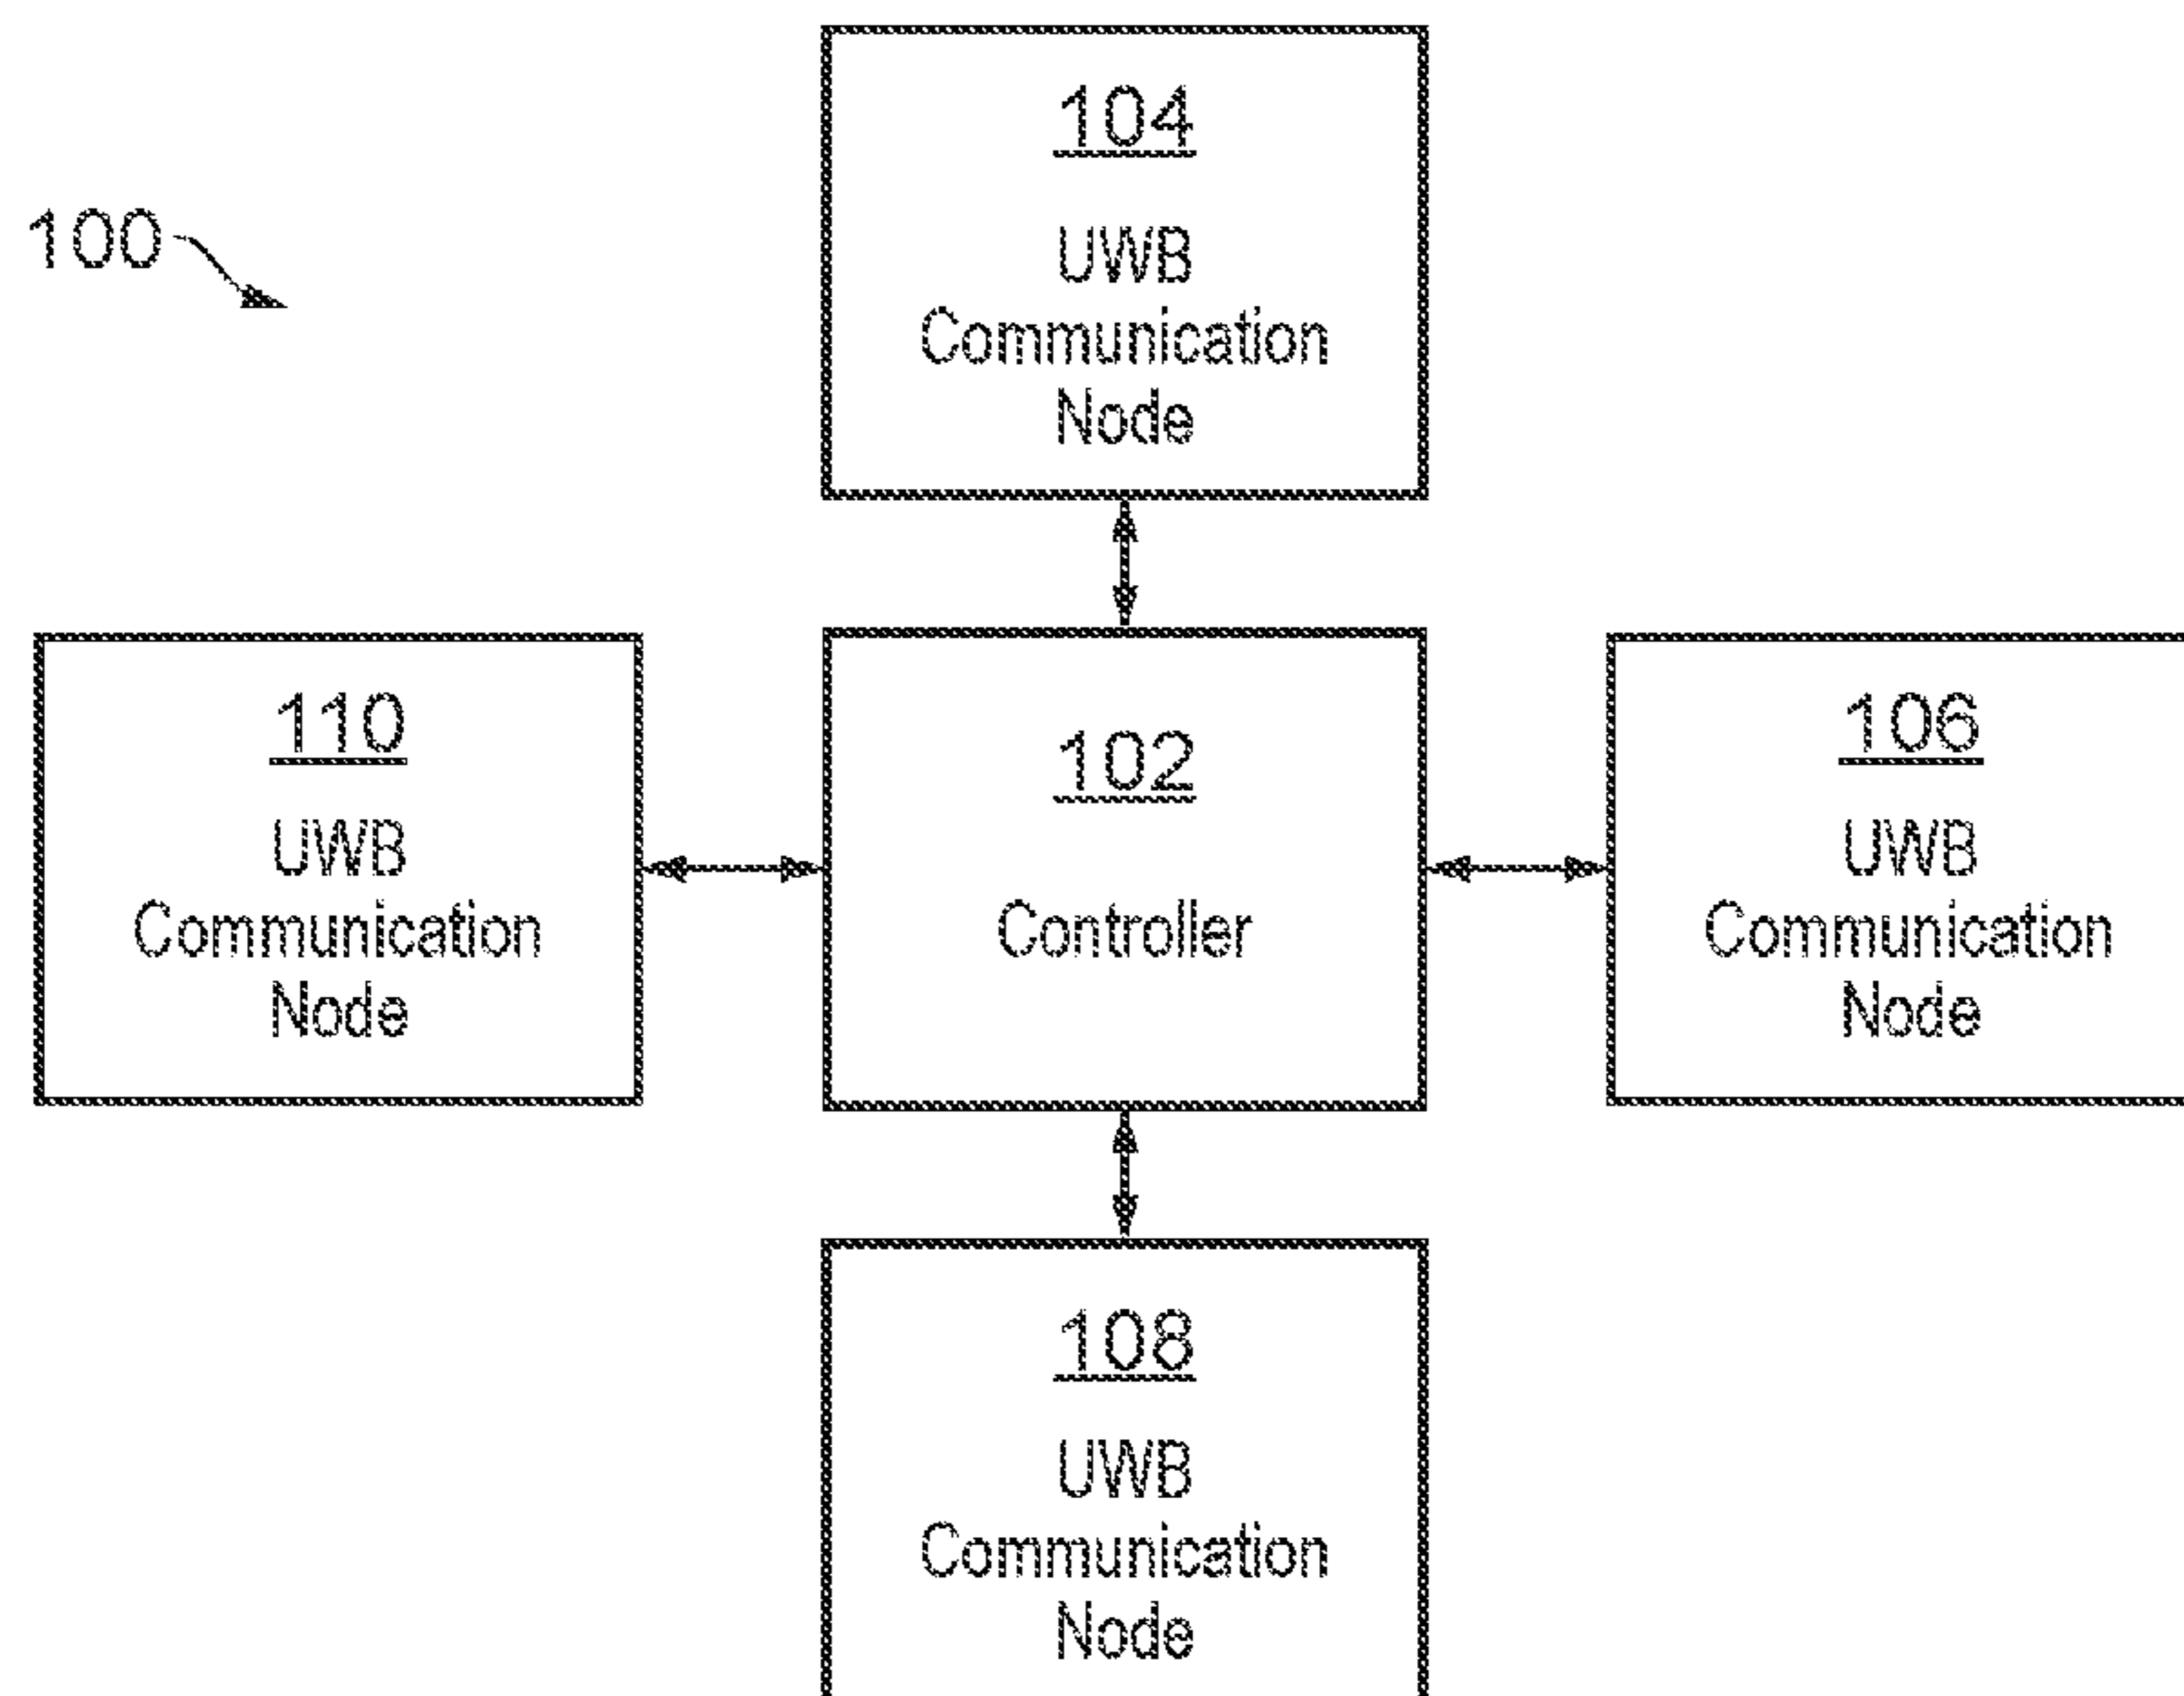 100
104
UWB
Communication
Node
110
UWB
Communication
Node
102
Controller
106
UWB
Communication
Node
108
UWB
Communication
Node